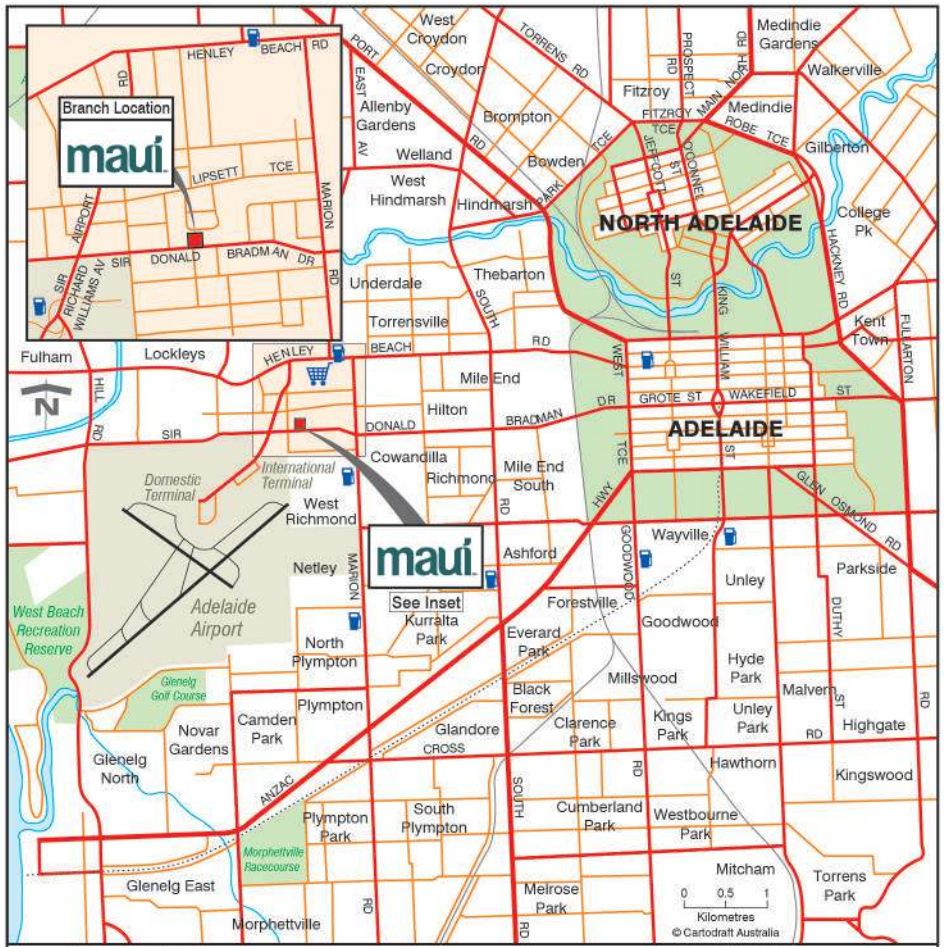 HENLEY BEACH RD
Branch Location
maui
LIPSETT TCE
AIRPORT RD
MARION RD
SIR DONALD BRADMAN DR
SIR RICHARD WILLIAMS AV
West Croydon
Croydon
PORT RD
TORRENS RD
PROSPECT RD
MAIN NORTH RD
Medindie Gardens
Walkerville
EAST AV
Allenby Gardens
Brompton
Fitzroy
FITZROY TCE
Medindie
ROBE TCE
Gilberton
Welland
Bowden
PARK TCE
JEFFCOTT ST
O'CONNELL ST
West Hindmarsh
Hindmarsh
NORTH ADELAIDE
College Pk
HACKNEY RD
Underdale
Thebarton
SOUTH RD
KING WILLIAM ST
Torrensville
Kent Town
FULLARTON RD
Fulham
Lockleys
HENLEY BEACH RD
WEST TCE
N
HILL RD
Mile End
Hilton
GROTE ST
WAKEFIELD ST
SIR DONALD BRADMAN DR
ADELAIDE
Cowandilla
Domestic Terminal
International Terminal
Richmond
Mile End South
West Richmond
HWY
GLEN OSMOND RD
maui
See Inset
MARION RD
Netley
Ashford
GOODWOOD RD
Wayville
Unley
Parkside
Adelaide Airport
West Beach Recreation Reserve
Kurralta Park
Forestville
Goodwood
DUTHY ST
North Plympton
Everard Park
Glenelg Golf Course
Hyde Park
Millswood
Malvern
Plympton
Black Forest
Camden Park
Novar Gardens
Glandore
Clarence Park
Kings Park
Unley Park
Highgate
CROSS RD
Glenelg North
Hawthorn
Kingswood
ANZAC
SOUTH RD
Plympton Park
South Plympton
Cumberland Park
Westbourne Park
Morphettville Racecourse
Glenelg East
Mitcham
Torrens Park
Melrose Park
Morphettville
0 0.5 1
Kilometres
© Cartodraft Australia